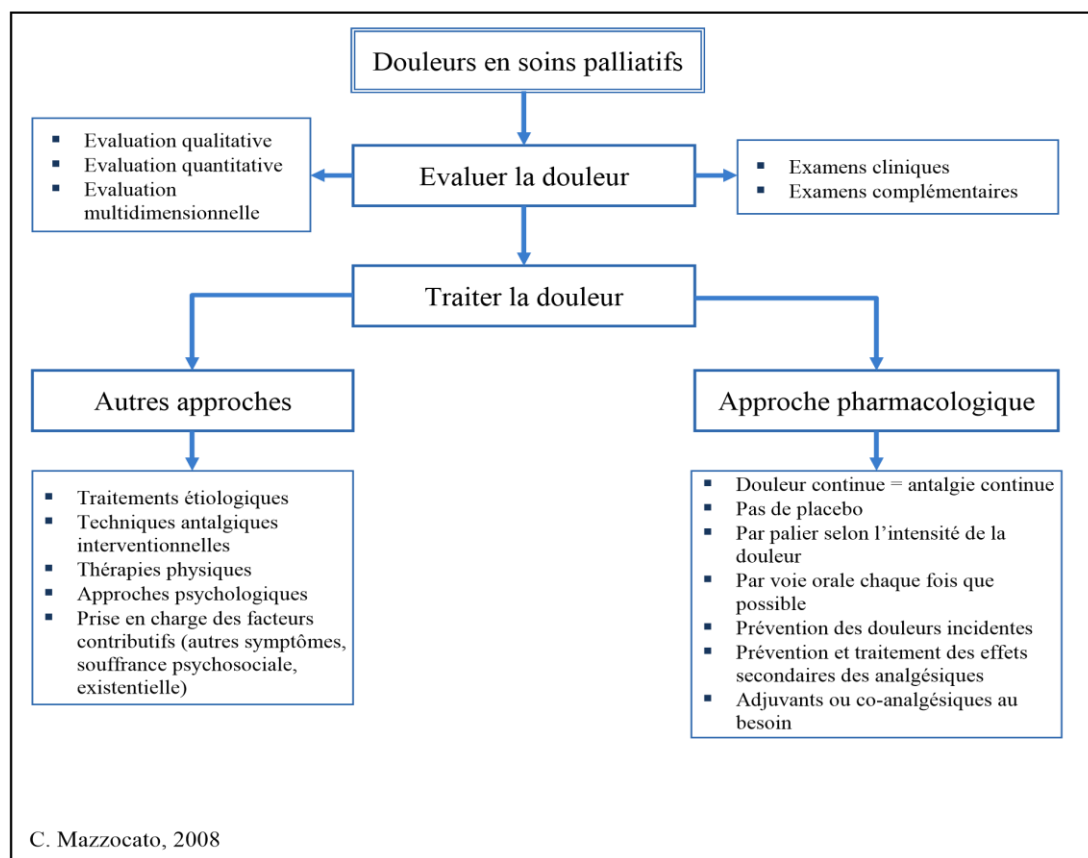 Douleurs en soins palliatifs
▪ Evaluation qualitative
▪ Evaluation quantitative
▪ Evaluation
multidimensionnelle
Evaluer la douleur
▪ Examens cliniques
▪ Examens complémentaires
Traiter la douleur
Autres approches
▪ Traitements étiologiques
▪ Techniques antalgiques
interventionnelles
▪ Thérapies physiques
▪ Approches psychologiques
▪ Prise en charge des facteurs
contributifs (autres symptômes,
souffrance psychosociale,
existentielle)
Approche pharmacologique
▪ Douleur continue = antalgie continue
▪ Pas de placebo
▪ Par palier selon l’intensité de la
douleur
▪ Par voie orale chaque fois que
possible
▪ Prévention des douleurs incidentes
▪ Prévention et traitement des effets
secondaires des analgésiques
▪ Adjuvants ou co-analgésiques au
besoin
C. Mazzocato, 2008